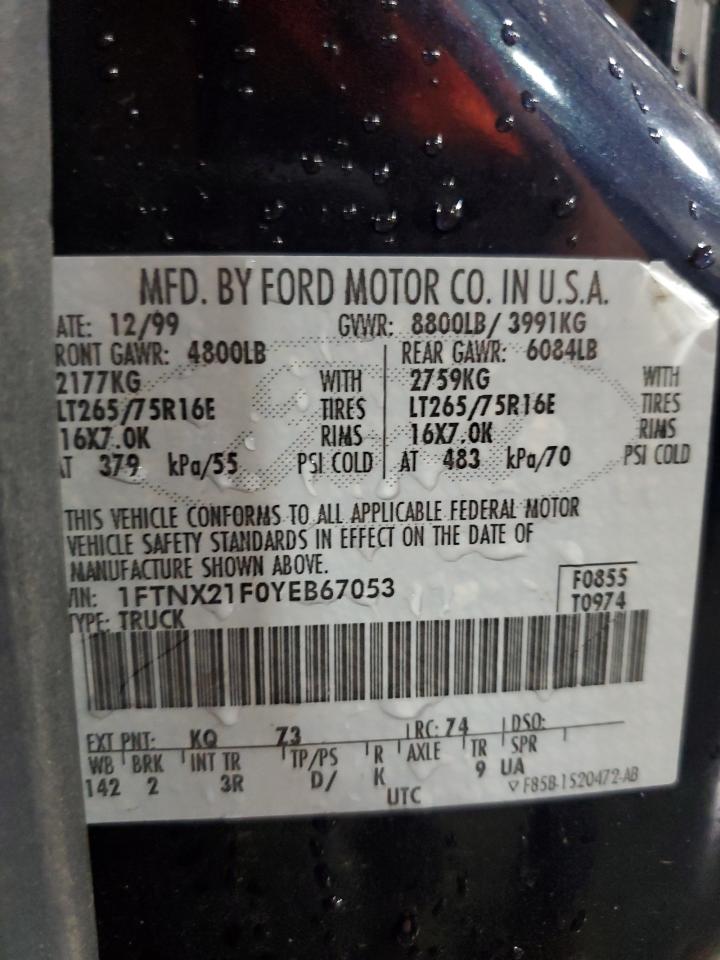 MFD. BY FORD MOTOR CO. IN U.S.A.
ATE: 12/99 GVWR: 8800LB/ 3991KG
RONT GAWR: 4800LB REAR GAWR: 6084LB
2177KG WITH 2759KG WITH
LT265/75R16E TIRES LT265/75R16E TIRES
16X7.0K RIMS 16X7.0K RIMS
AT 379 kPa/55 PSI COLD AT 483 kPa/70 PSI COLD
THIS VEHICLE CONFORMS TO ALL APPLICABLE FEDERAL MOTOR
VEHICLE SAFETY STANDARDS IN EFFECT ON THE DATE OF
MANUFACTURE SHOWN ABOVE.
VIN: 1FTNX21F0YEB67053 F0855
TYPE: TRUCK T0974
EXT PNT: KQ Z3 RC: 74 DSO:
WB BRK INT TR TP/PS R AXLE TR SPR
142 2 3R D/ K 9 UA
UTC F85B-1520472-AB